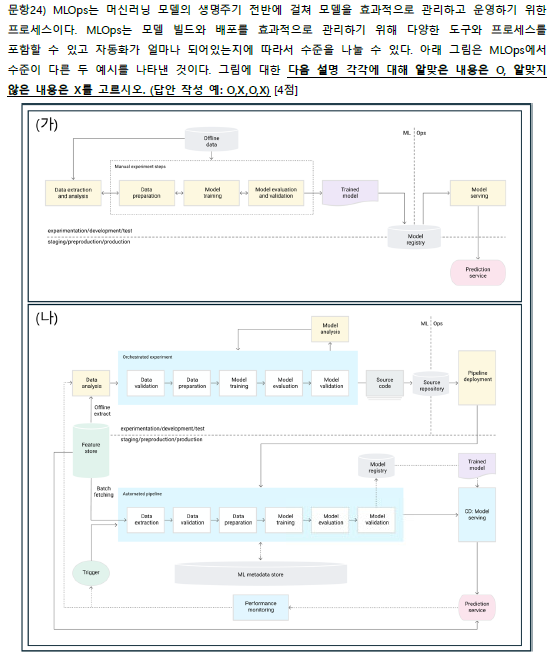 문항24) MLOps는 머신러닝 모델의 생명주기 전반에 걸쳐 모델을 효과적으로 관리하고 운영하기 위한
프로세스이다. MLOps는 모델 빌드와 배포를 효과적으로 관리하기 위해 다양한 도구와 프로세스를
포함할 수 있고 자동화가 얼마나 되어있는지에 따라서 수준을 나눌 수 있다. 아래 그림은 MLOps에서
수준이 다른 두 예시를 나타낸 것이다. 그림에 대한 다음 설명 각각에 대해 알맞은 내용은 O, 알맞지
않은 내용은 X를 고르시오. (답안 작성 예: O,X,O,X) [4점]
(가)
Offline
data
ML
Ops
Manual experiment steps
Data extraction
and analysis
Data
preparation
Model
training
Model evaluation
and validation
Trained
model
Model
serving
experimentation/development/test
staging/preproduction/production
Model
registry
Prediction
service
(나)
Model
analysis
ML
Ops
Orchestrated experiment
Data
analysis
Data
validation
Data
preparation
Model
training
Model
evaluation
Model
validation
Source
code
Source
repository
Pipeline
deployment
Offline
extract
experimentation/development/test
staging/preproduction/production
Feature
store
Model
registry
Trained
model
Batch
fetching
Automated pipeline
Data
extraction
Data
validation
Data
preparation
Model
training
Model
evaluation
Model
validation
CD: Model
serving
Trigger
ML metadata store
Performance
monitoring
Prediction
service